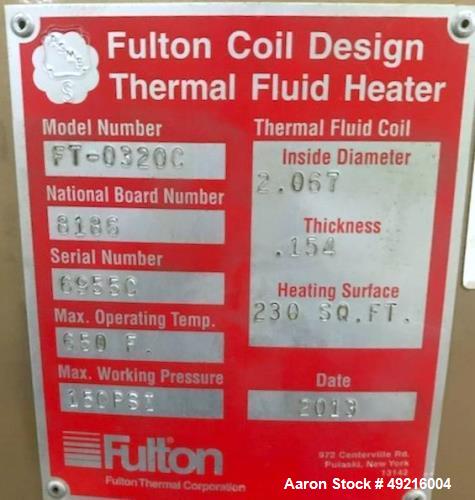 Fulton Coil Design
Thermal Fluid Heater
S
Model Number
FT-0320C
National Board Number
8186
Serial Number
6955C
Max. Operating Temp.
650 F.
Max. Working Pressure
150PSI
Thermal Fluid Coil
Inside Diameter
2.067
Thickness
.154
Heating Surface
230 SQ.FT.
Date
2013
Fulton
Fulton Thermal Corporation
972 Centerville Rd.
Pulaski, New York
13142
Aaron Stock # 49216004